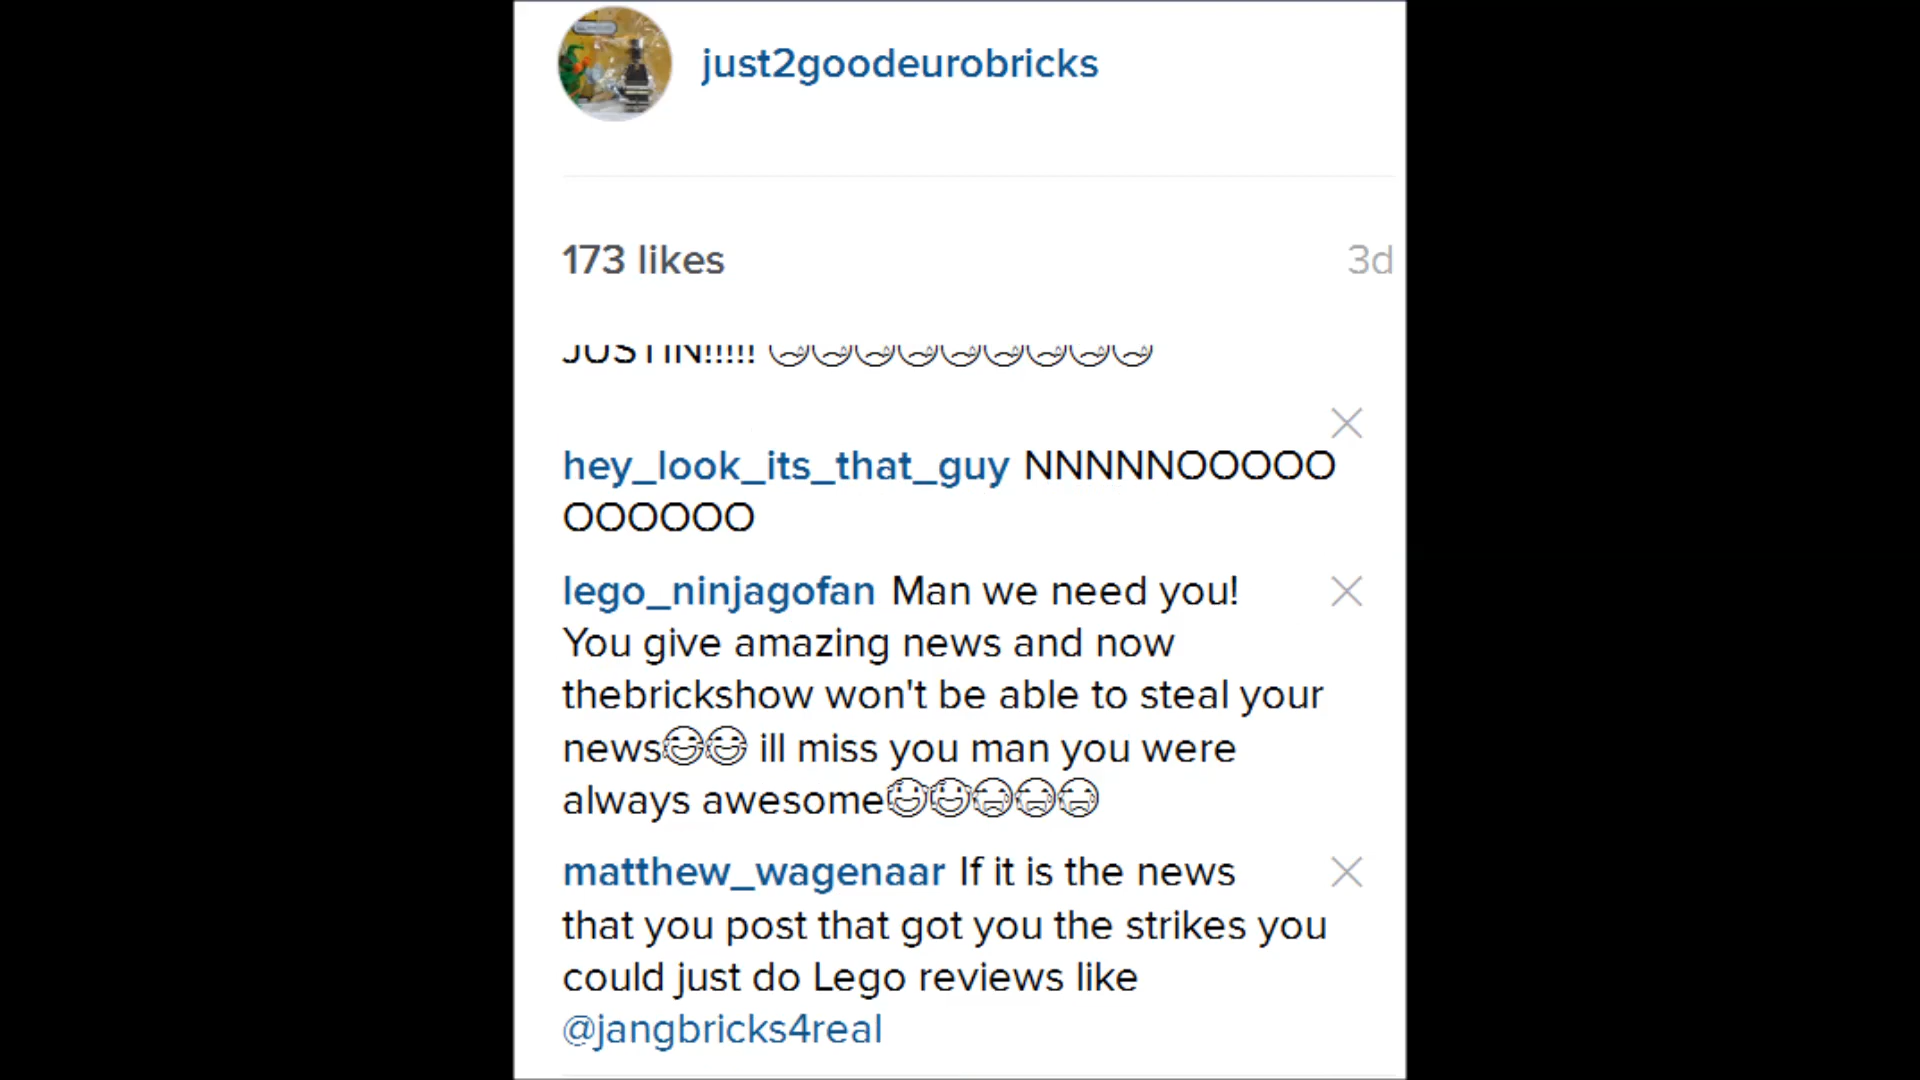 just2goodeurobricks
173 likes 3d
JUSTIN!!!!!
hey_look_its_that_guy NNNNNOOOOO
OOOOOO
lego_ninjagofan Man we need you!
You give amazing news and now
thebrickshow won't be able to steal your
news😂😂 ill miss you man you were
always awesome😂😂😭😭😭
matthew_wagenaar If it is the news
that you post that got you the strikes you
could just do Lego reviews like
@jangbricks4real